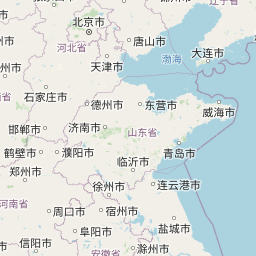 辽宁省
北京市
河北省
唐山市
大连市
渤海
天津市
石家庄市
德州市
东营市
威海市
邯郸市
济南市
山东省
鹤壁市
濮阳市
青岛市
郑州市
临沂市
徐州市
连云港市
河南省
周口市
宿州市
盐城市
阜阳市
信阳市
安徽省
滁州市